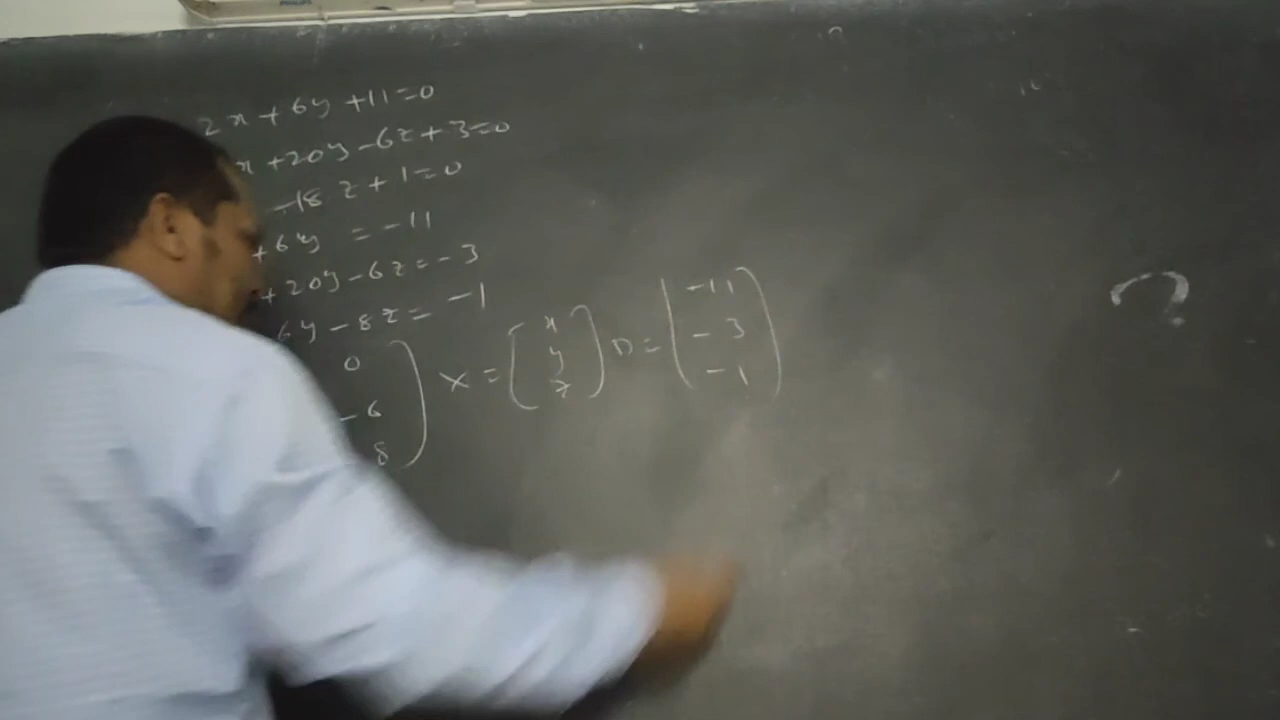 2x + 6y + 11 = 0
x + 20y - 6z + 3 = 0
- 18 z + 1 = 0
+ 6y = - 11
+ 20y - 6z = - 3
6y - 8z = - 1
0
- 6
8
X = ( x y z ) D = ( - 11 - 3 - 1 )
?